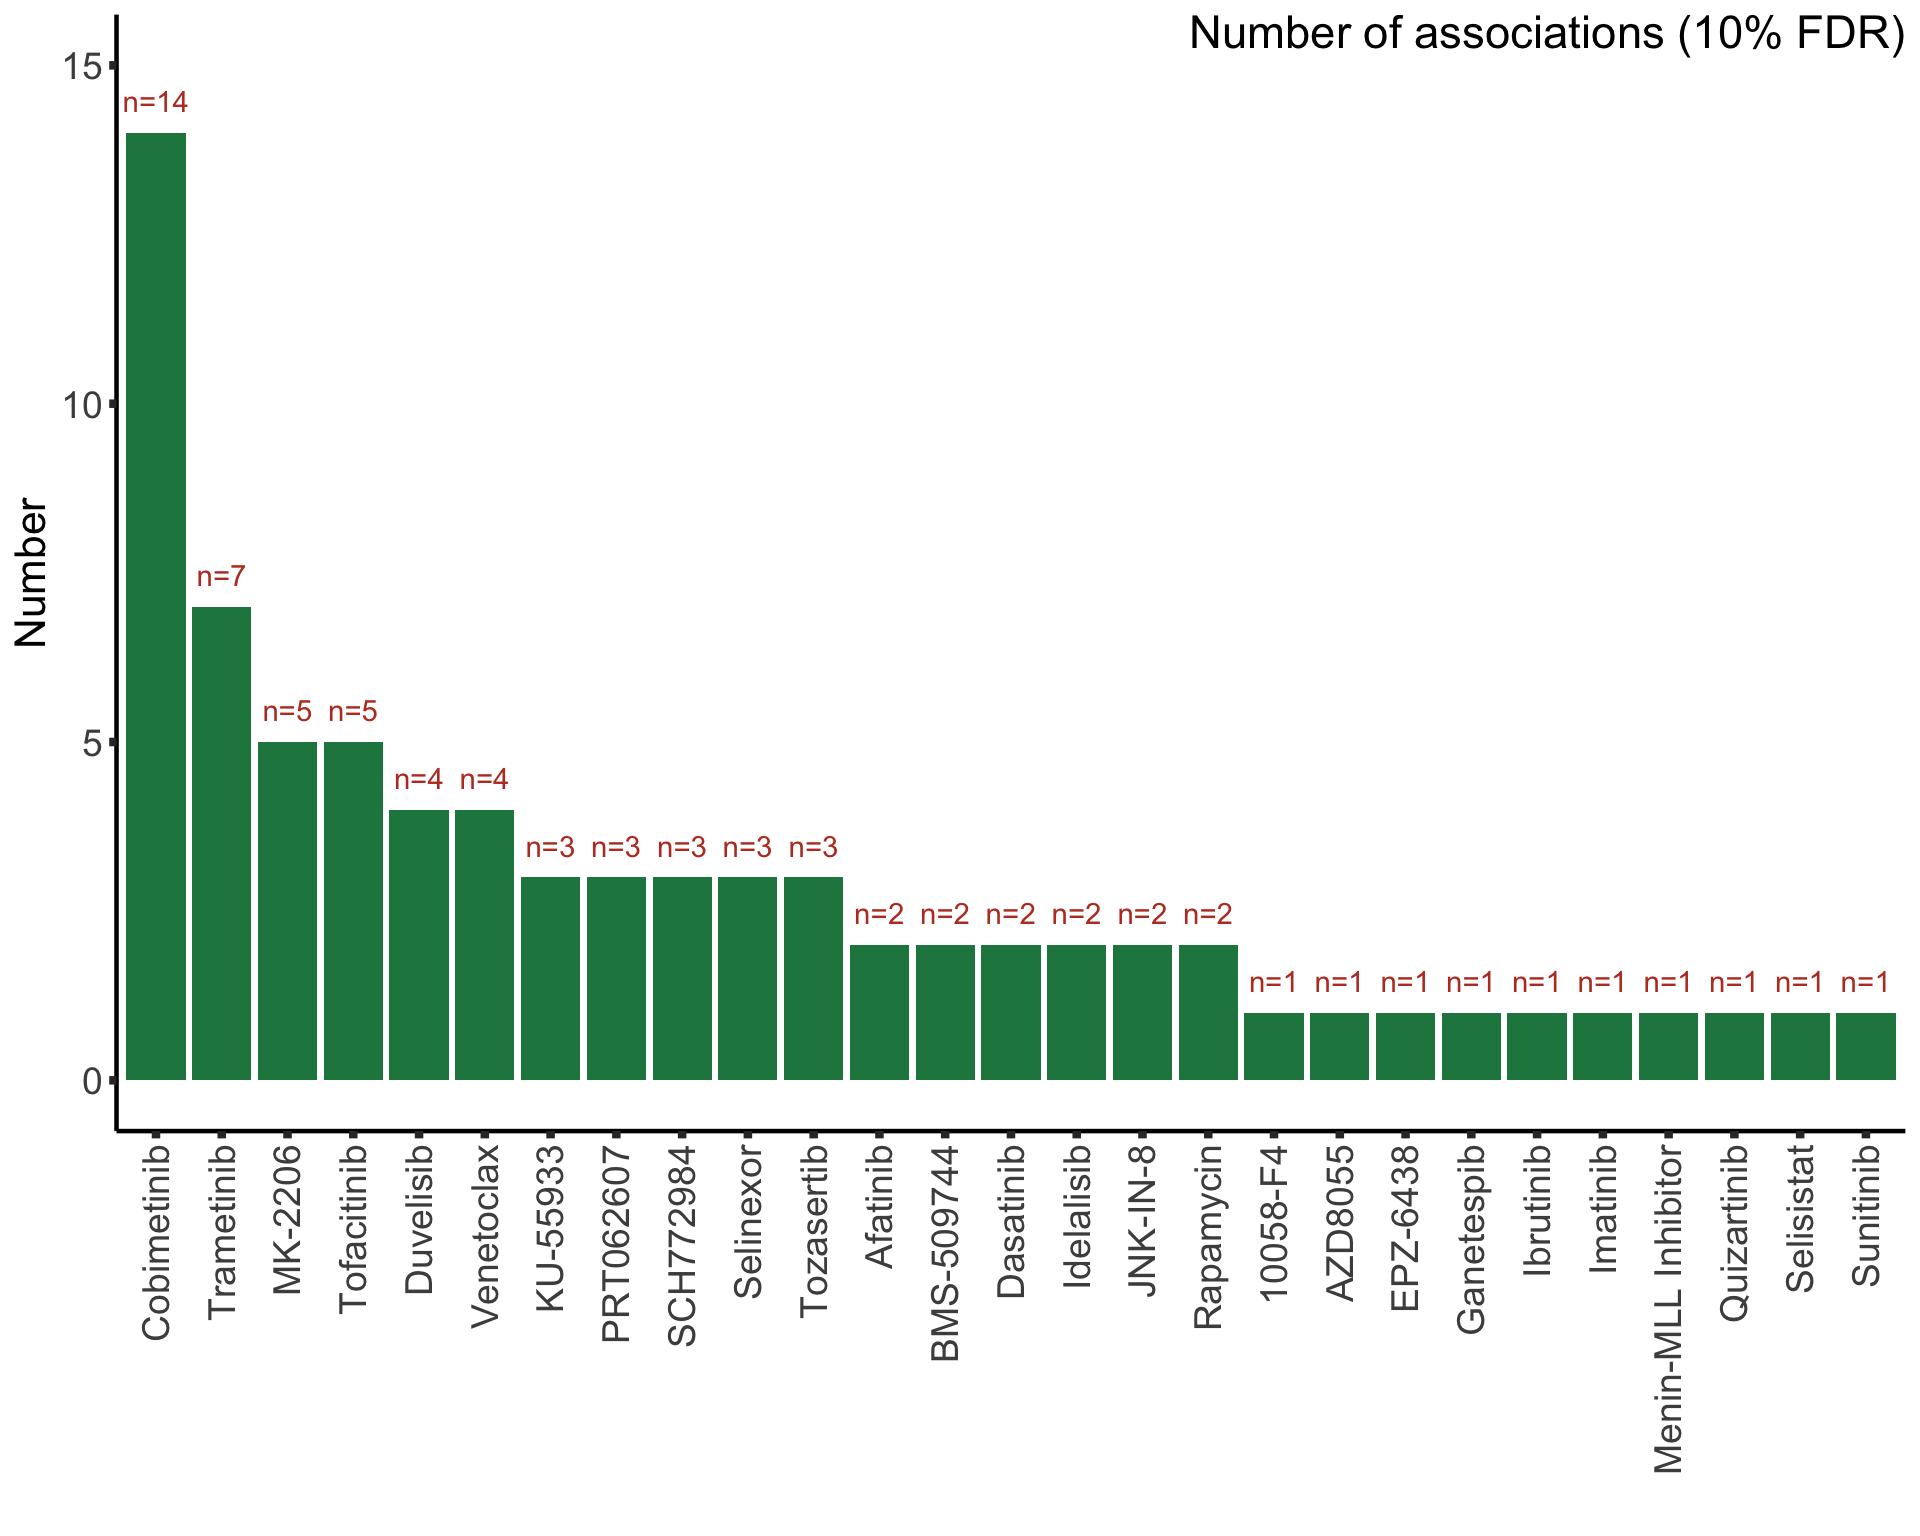 Number of associations (10% FDR)
Number
15
10
5
0
n=14
n=7
n=5
n=5
n=4
n=4
n=3
n=3
n=3
n=3
n=3
n=2
n=2
n=2
n=2
n=2
n=2
n=1
n=1
n=1
n=1
n=1
n=1
n=1
n=1
n=1
n=1
Cobimetinib
Trametinib
MK-2206
Tofacitinib
Duvelisib
Venetoclax
KU-55933
PRT062607
SCH772984
Selinexor
Tozasertib
Afatinib
BMS-509744
Dasatinib
Idelalisib
JNK-IN-8
Rapamycin
10058-F4
AZD8055
EPZ-6438
Ganetespib
Ibrutinib
Imatinib
Menin-MLL Inhibitor
Quizartinib
Selisistat
Sunitinib